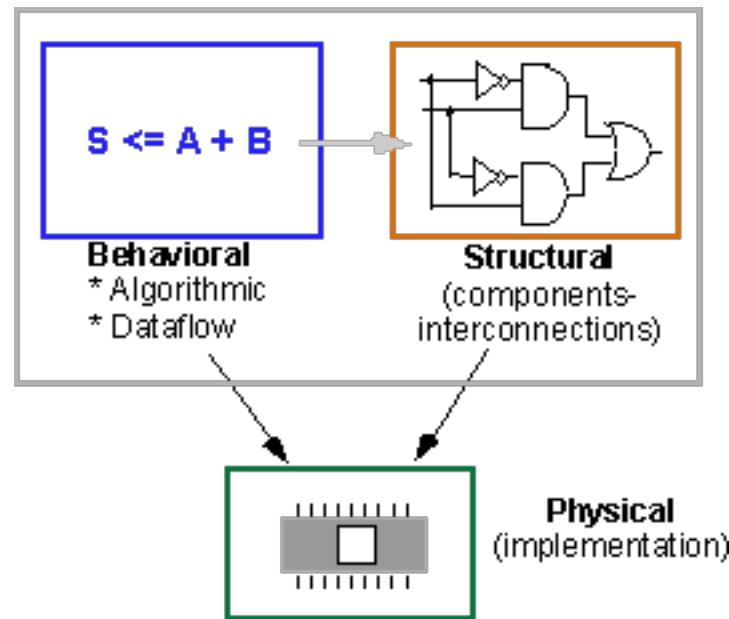 S <= A + B
Behavioral
* Algorithmic
* Dataflow
Structural
(components-
interconnections)
Physical
(implementation)